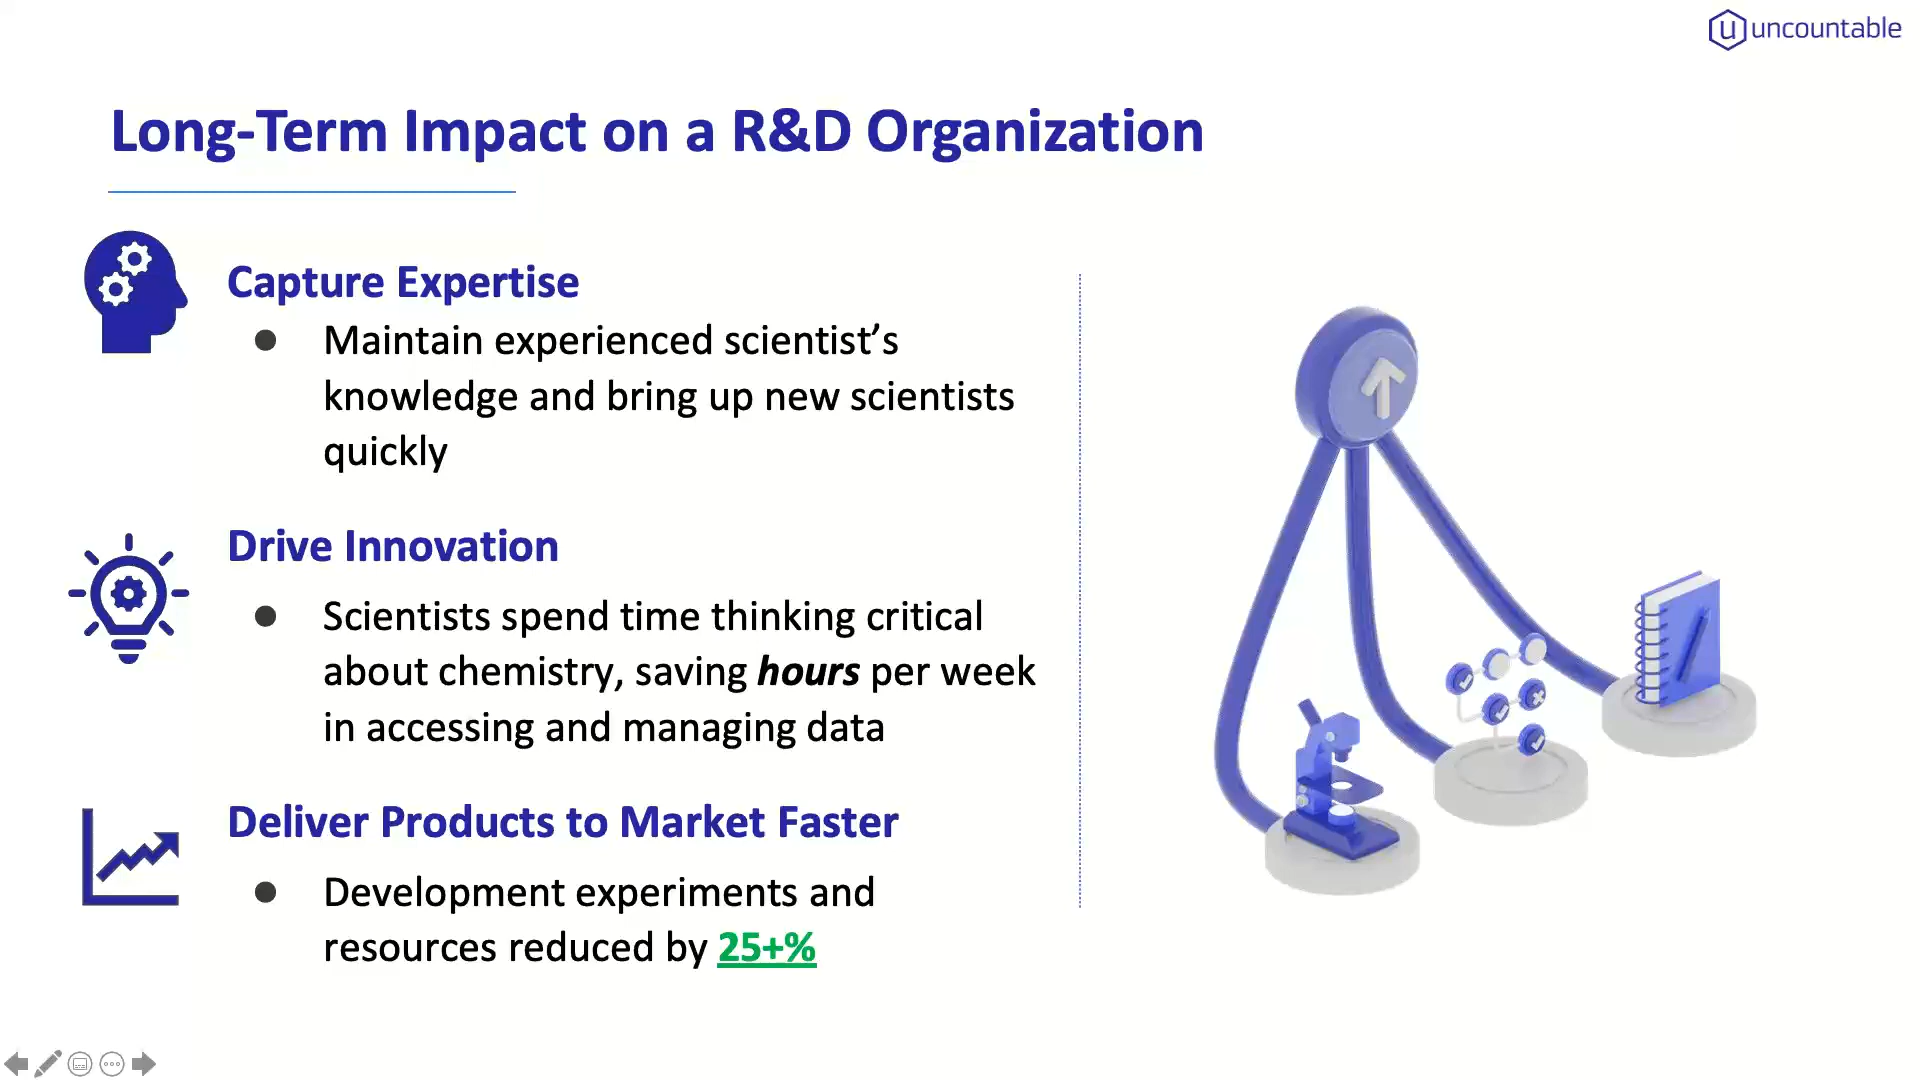 uncountable
Long-Term Impact on a R&D Organization
Capture Expertise
● Maintain experienced scientist’s
knowledge and bring up new scientists
quickly
Drive Innovation
● Scientists spend time thinking critical
about chemistry, saving hours per week
in accessing and managing data
Deliver Products to Market Faster
● Development experiments and
resources reduced by 25+%